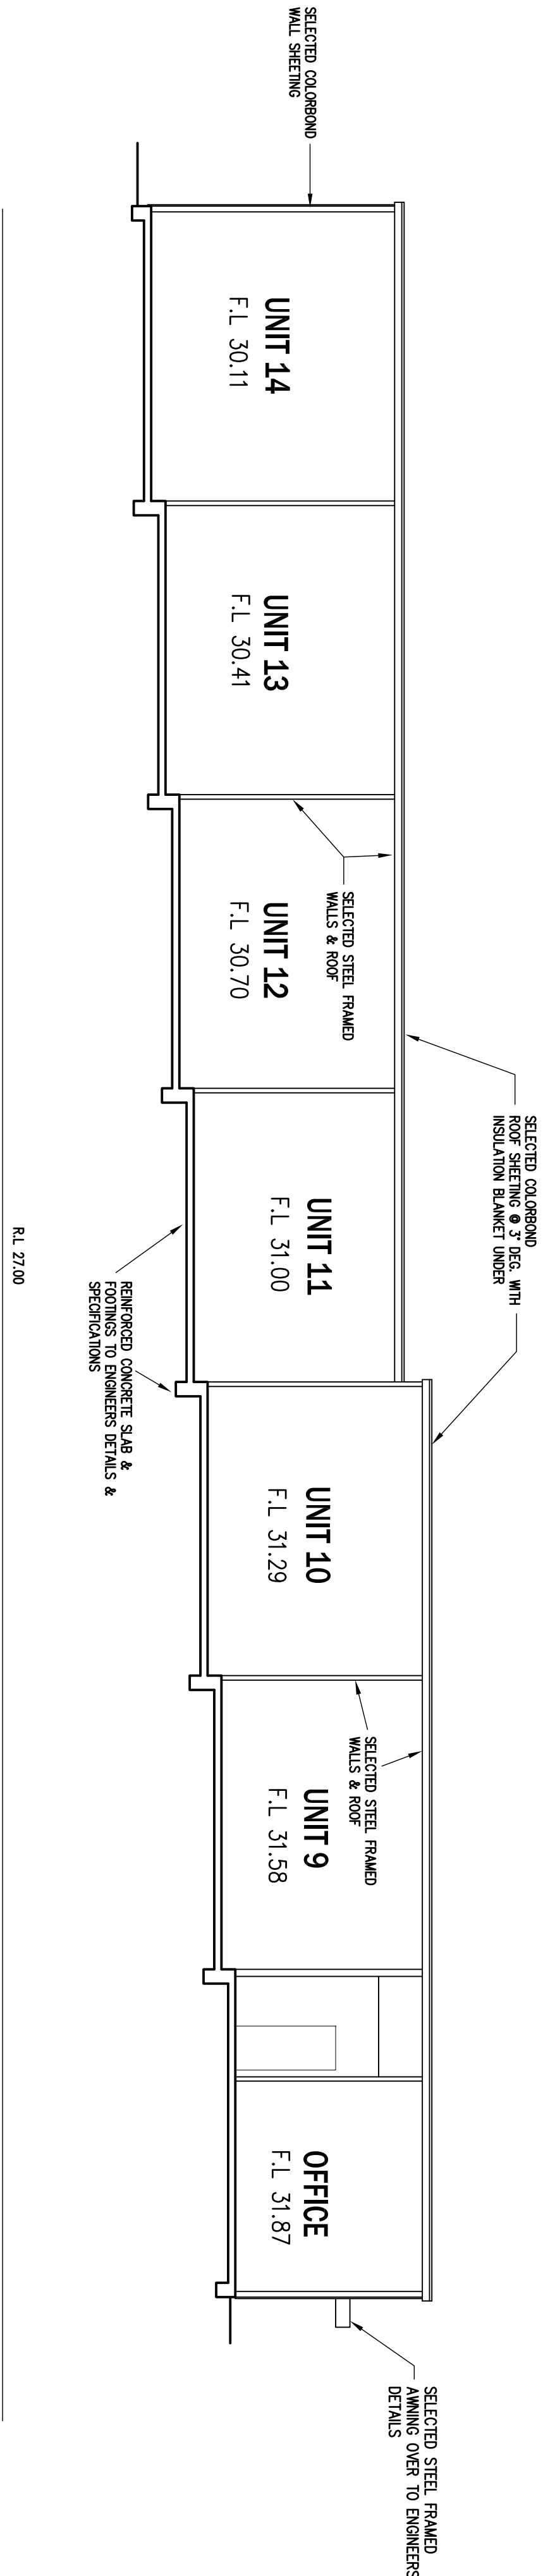 SELECTED COLORBOND
WALL SHEETING
UNIT 14
F.L 30.11
UNIT 13
F.L 30.41
UNIT 12
F.L 30.70
SELECTED STEEL FRAMED
WALLS & ROOF
SELECTED COLORBOND
ROOF SHEETING @ 3° DEG. WITH
INSULATION BLANKET UNDER
UNIT 11
F.L 31.00
REINFORCED CONCRETE SLAB &
FOOTINGS TO ENGINEERS DETAILS &
SPECIFICATIONS
R.L 27.00
UNIT 10
F.L 31.29
SELECTED STEEL FRAMED
WALLS & ROOF
UNIT 9
F.L 31.58
OFFICE
F.L 31.87
SELECTED STEEL FRAMED
AWNING OVER TO ENGINEERS
DETAILS